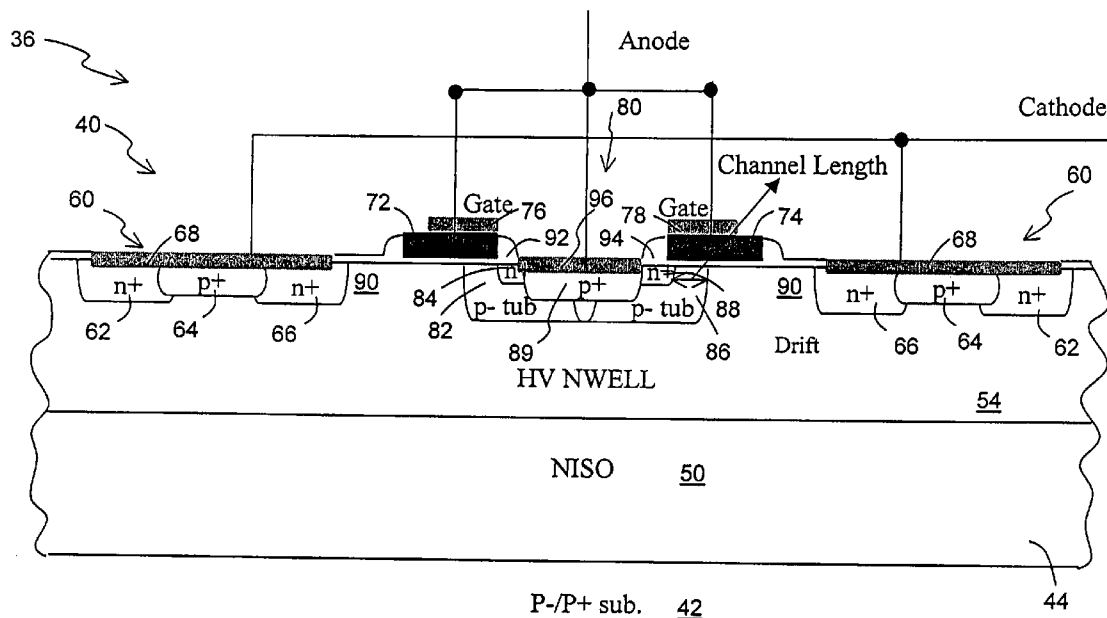 36
Anode
80
Cathode
40
Channel Length
60
72
Gate
76
96
78
Gate
74
60
68
92
94
68
n+
p+
n+
90
84
n
p+
n+
88
90
n+
p+
n+
82
p- tub
p- tub
62
64
66
89
86
Drift
66
64
62
HV NWELL
54
NISO
50
P-/P+ sub.
42
44